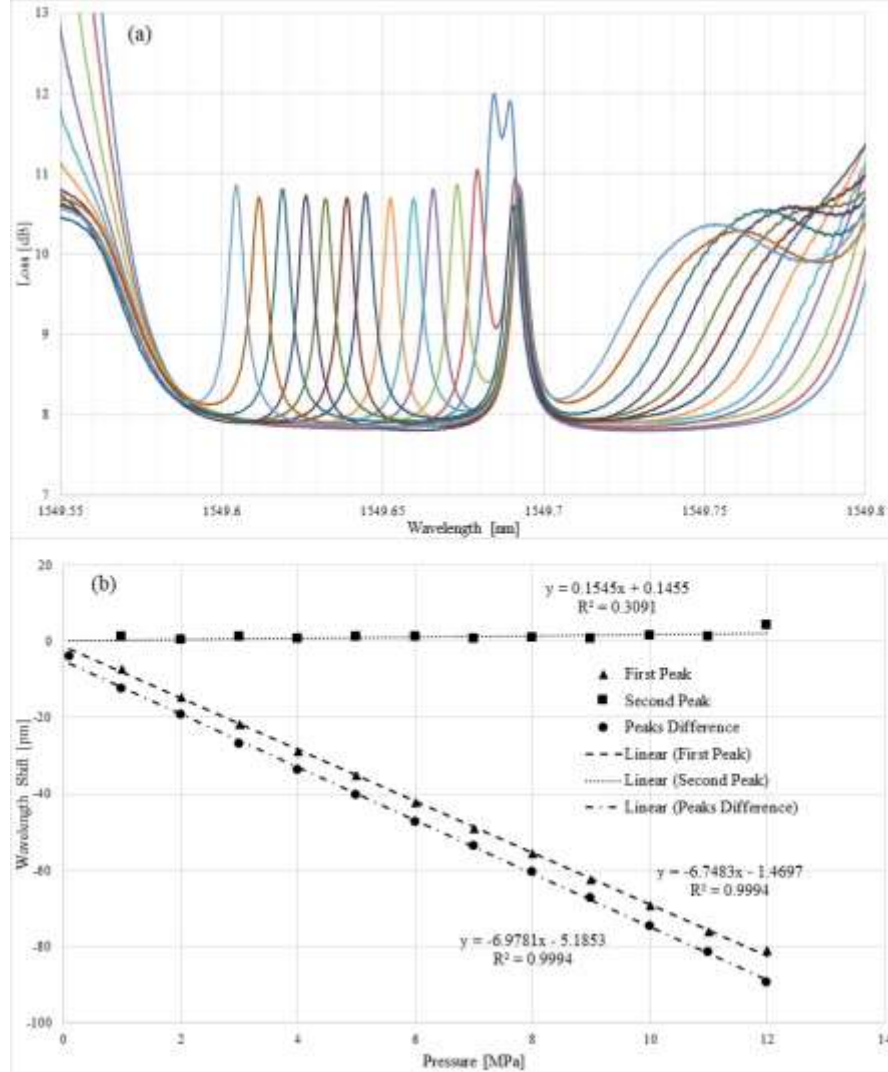 (a)
13
12
11
10
9
8
7
Loss [dB]
1549.55 1549.6 1549.65 1549.7 1549.75 1549.8
Wavelength [nm]
(b)
20
0
-20
-40
-60
-80
-100
Wavelength Shift [pm]
y = 0.1545x + 0.1455
R² = 0.3091
First Peak
Second Peak
Peaks Difference
Linear (First Peak)
Linear (Second Peak)
Linear (Peaks Difference)
y = -6.7483x - 1.4697
R² = 0.9994
y = -6.9781x - 5.1853
R² = 0.9994
0 2 4 6 8 10 12 14
Pressure [MPa]